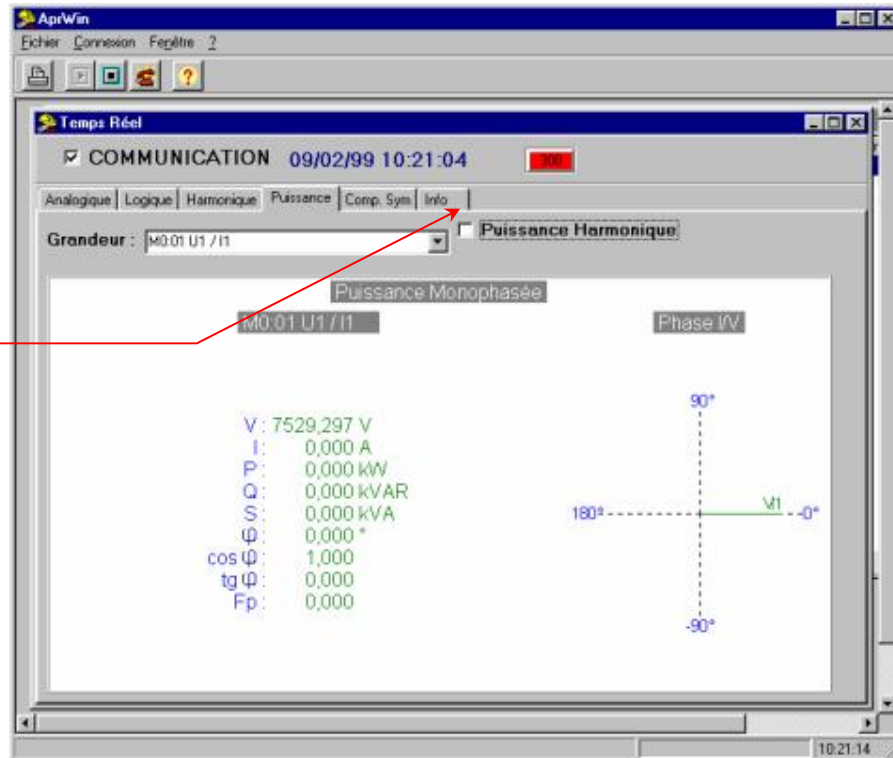 AprWin
Fichier Connexion Fenêtre ?
Temps Réel
COMMUNICATION 09/02/99 10:21:04 300
Analogique Logique Harmonique Puissance Comp. Sym Info
Grandeur : M0:01 U1 / I1 Puissance Harmonique
Puissance Monophasée
M0:01 U1 / I1 Phase I/V
V : 7529,297 V
I : 0,000 A
P : 0,000 kW
Q : 0,000 kVAR
S : 0,000 kVA
φ : 0,000 °
cos φ : 1,000
tg φ : 0,000
Fp : 0,000
90°
180° 0°
-90°
10:21:14